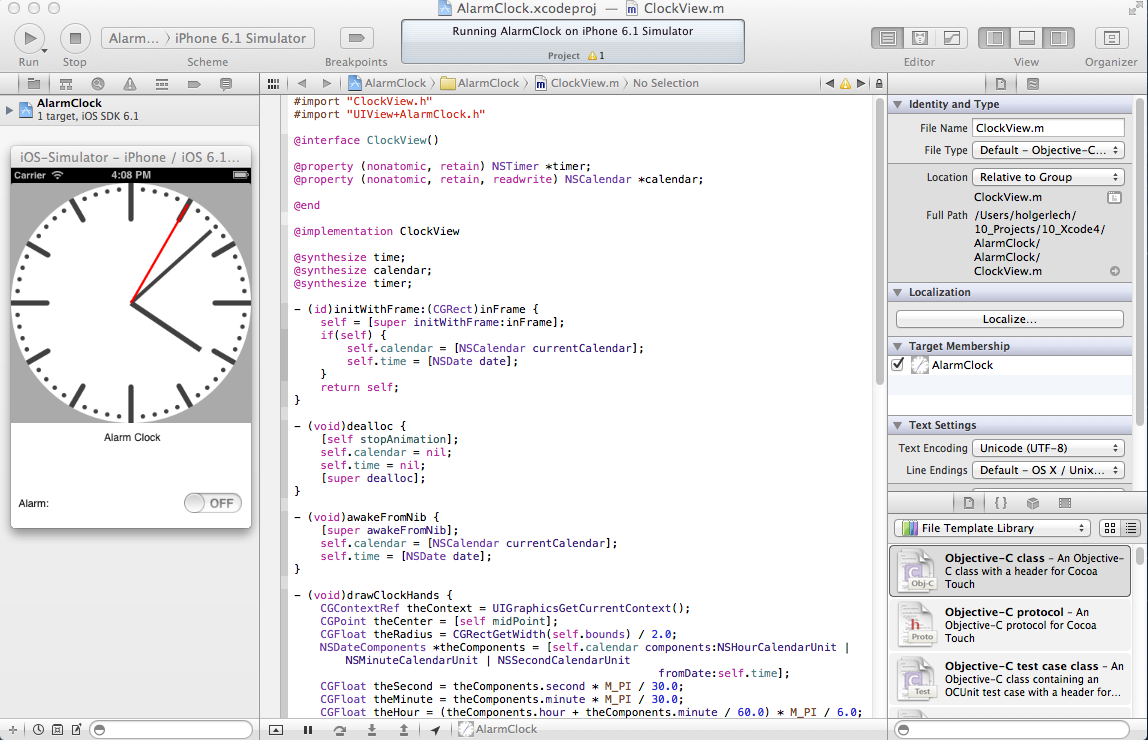 AlarmClock.xcodeproj — ClockView.m
Run
Stop
Alarm... 〉 iPhone 6.1 Simulator
Scheme
Breakpoints
Running AlarmClock on iPhone 6.1 Simulator
Project 1
Editor
View
Organizer
AlarmClock
1 target, iOS SDK 6.1
AlarmClock 〉 AlarmClock 〉 ClockView.m 〉 No Selection
iOS-Simulator – iPhone / iOS 6.1...
Carrier 4:08 PM
Alarm Clock
Alarm: OFF
#import "ClockView.h"
#import "UIView+AlarmClock.h"
@interface ClockView()
@property (nonatomic, retain) NSTimer *timer;
@property (nonatomic, retain, readwrite) NSCalendar *calendar;
@end
@implementation ClockView
@synthesize time;
@synthesize calendar;
@synthesize timer;
- (id)initWithFrame:(CGRect)inFrame {
self = [super initWithFrame:inFrame];
if(self) {
self.calendar = [NSCalendar currentCalendar];
self.time = [NSDate date];
}
return self;
}
- (void)dealloc {
[self stopAnimation];
self.calendar = nil;
self.time = nil;
[super dealloc];
}
- (void)awakeFromNib {
[super awakeFromNib];
self.calendar = [NSCalendar currentCalendar];
self.time = [NSDate date];
}
- (void)drawClockHands {
CGContextRef theContext = UIGraphicsGetCurrentContext();
CGPoint theCenter = [self midPoint];
CGFloat theRadius = CGRectGetWidth(self.bounds) / 2.0;
NSDateComponents *theComponents = [self.calendar components:NSHourCalendarUnit |
NSMinuteCalendarUnit | NSSecondCalendarUnit
fromDate:self.time];
CGFloat theSecond = theComponents.second * M_PI / 30.0;
CGFloat theMinute = theComponents.minute * M_PI / 30.0;
CGFloat theHour = (theComponents.hour + theComponents.minute / 60.0) * M_PI / 6.0;
AlarmClock
Identity and Type
File Name ClockView.m
File Type Default – Objective-C...
Location Relative to Group
ClockView.m
Full Path /Users/holgerlech/
10_Projects/10_Xcode4/
AlarmClock/
AlarmClock/
ClockView.m
Localization
Localize...
Target Membership
AlarmClock
Text Settings
Text Encoding Unicode (UTF-8)
Line Endings Default – OS X / Unix...
{ }
File Template Library
Obj-C
Objective-C class – An Objective-
C class with a header for Cocoa
Touch
Proto
Objective-C protocol – An
Objective-C protocol for Cocoa
Touch
Test
Objective-C test case class – An
Objective-C class containing an
OCUnit test case with a header for...